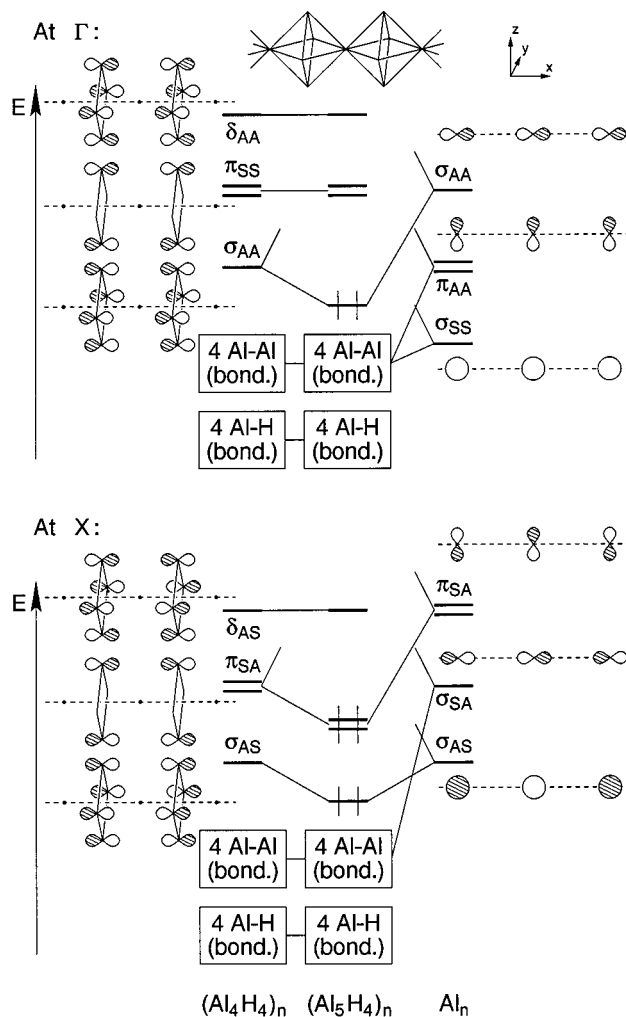 At Γ:
z
y
x
E
δAA
πSS
σAA
σAA
πAA
σSS
4 Al-Al
(bond.)
4 Al-Al
(bond.)
4 Al-H
(bond.)
4 Al-H
(bond.)
At X:
E
δAS
πSA
σAS
πSA
σSA
σAS
4 Al-Al
(bond.)
4 Al-Al
(bond.)
4 Al-H
(bond.)
4 Al-H
(bond.)
(Al4H4)n
(Al5H4)n
Aln